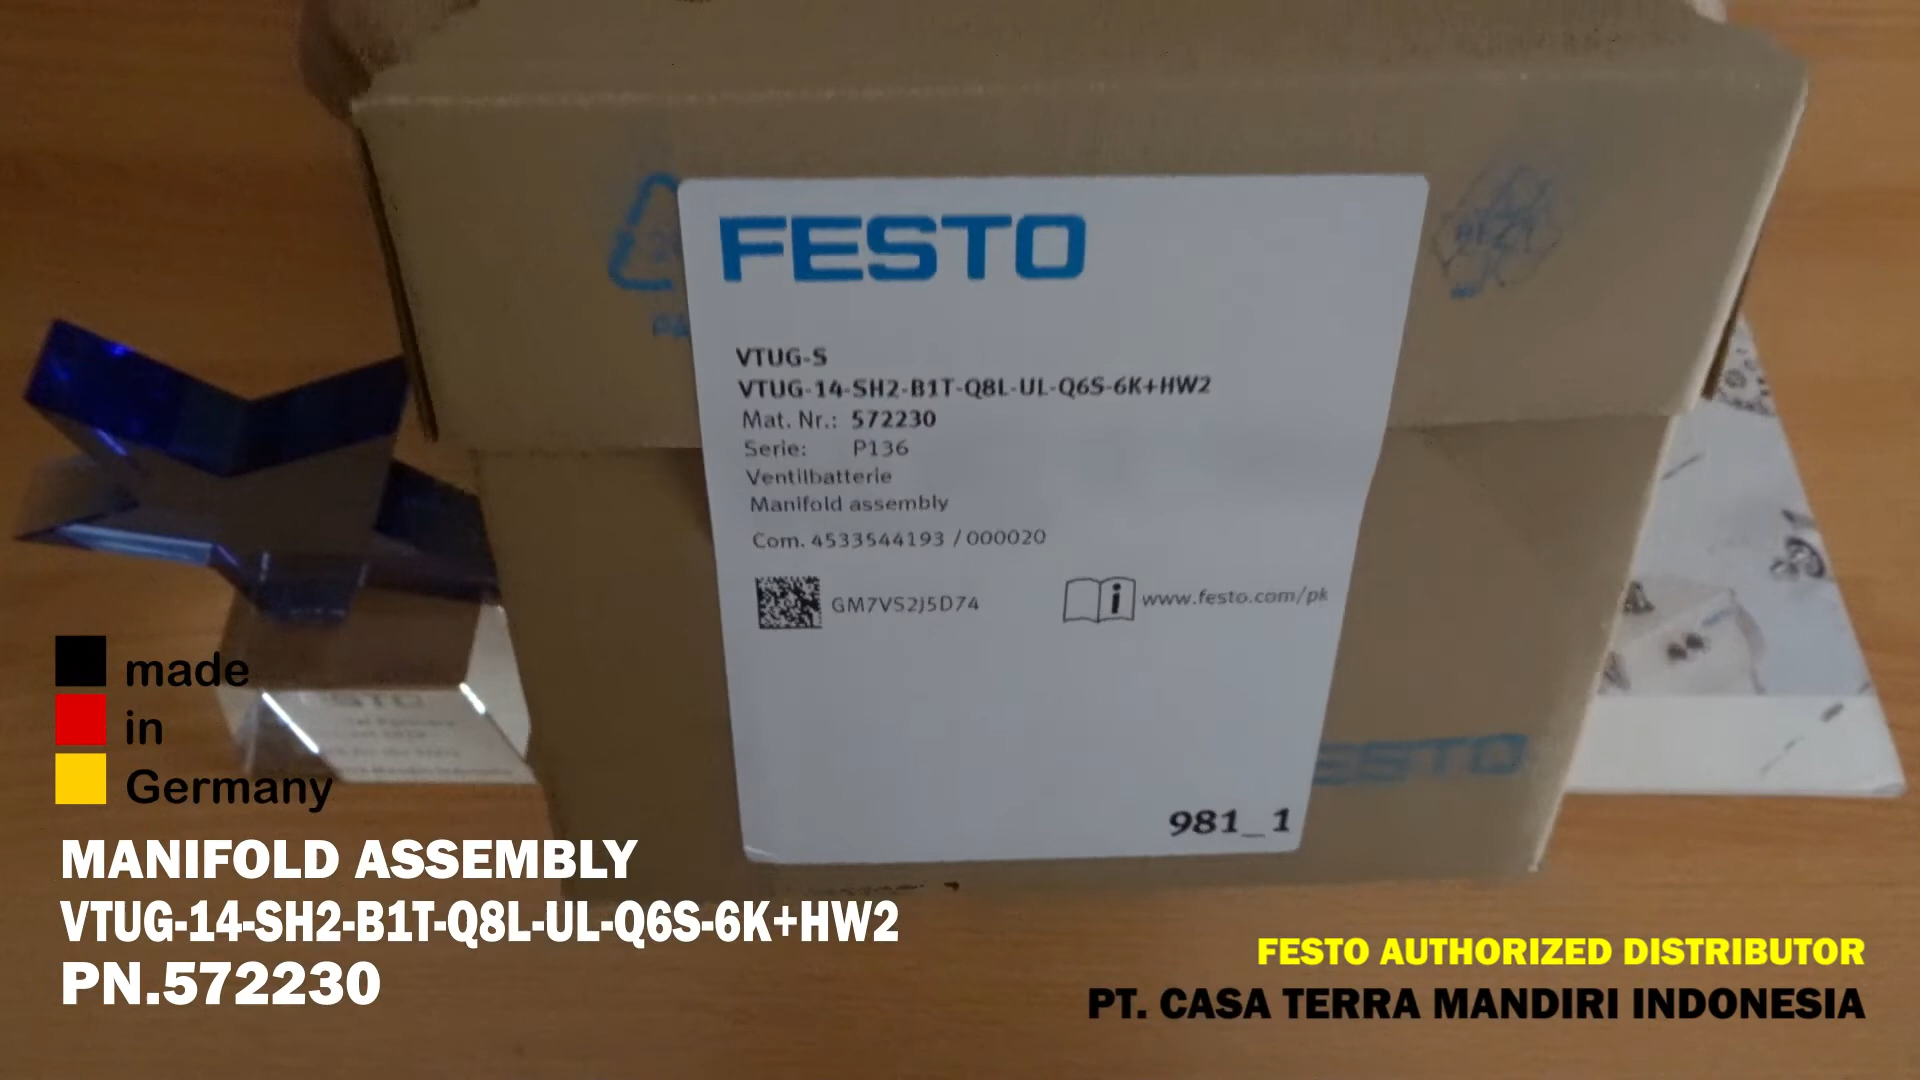 FESTO
VTUG-S
VTUG-14-SH2-B1T-Q8L-UL-Q6S-6K+HW2
Mat. Nr.: 572230
Serie: P136
Ventilbatterie
Manifold assembly
Com. 4533544193 / 000020
GM7VS2J5D74
www.festo.com/pk
981_1
FESTO
made
in
Germany
MANIFOLD ASSEMBLY
VTUG-14-SH2-B1T-Q8L-UL-Q6S-6K+HW2
PN.572230
FESTO AUTHORIZED DISTRIBUTOR
PT. CASA TERRA MANDIRI INDONESIA